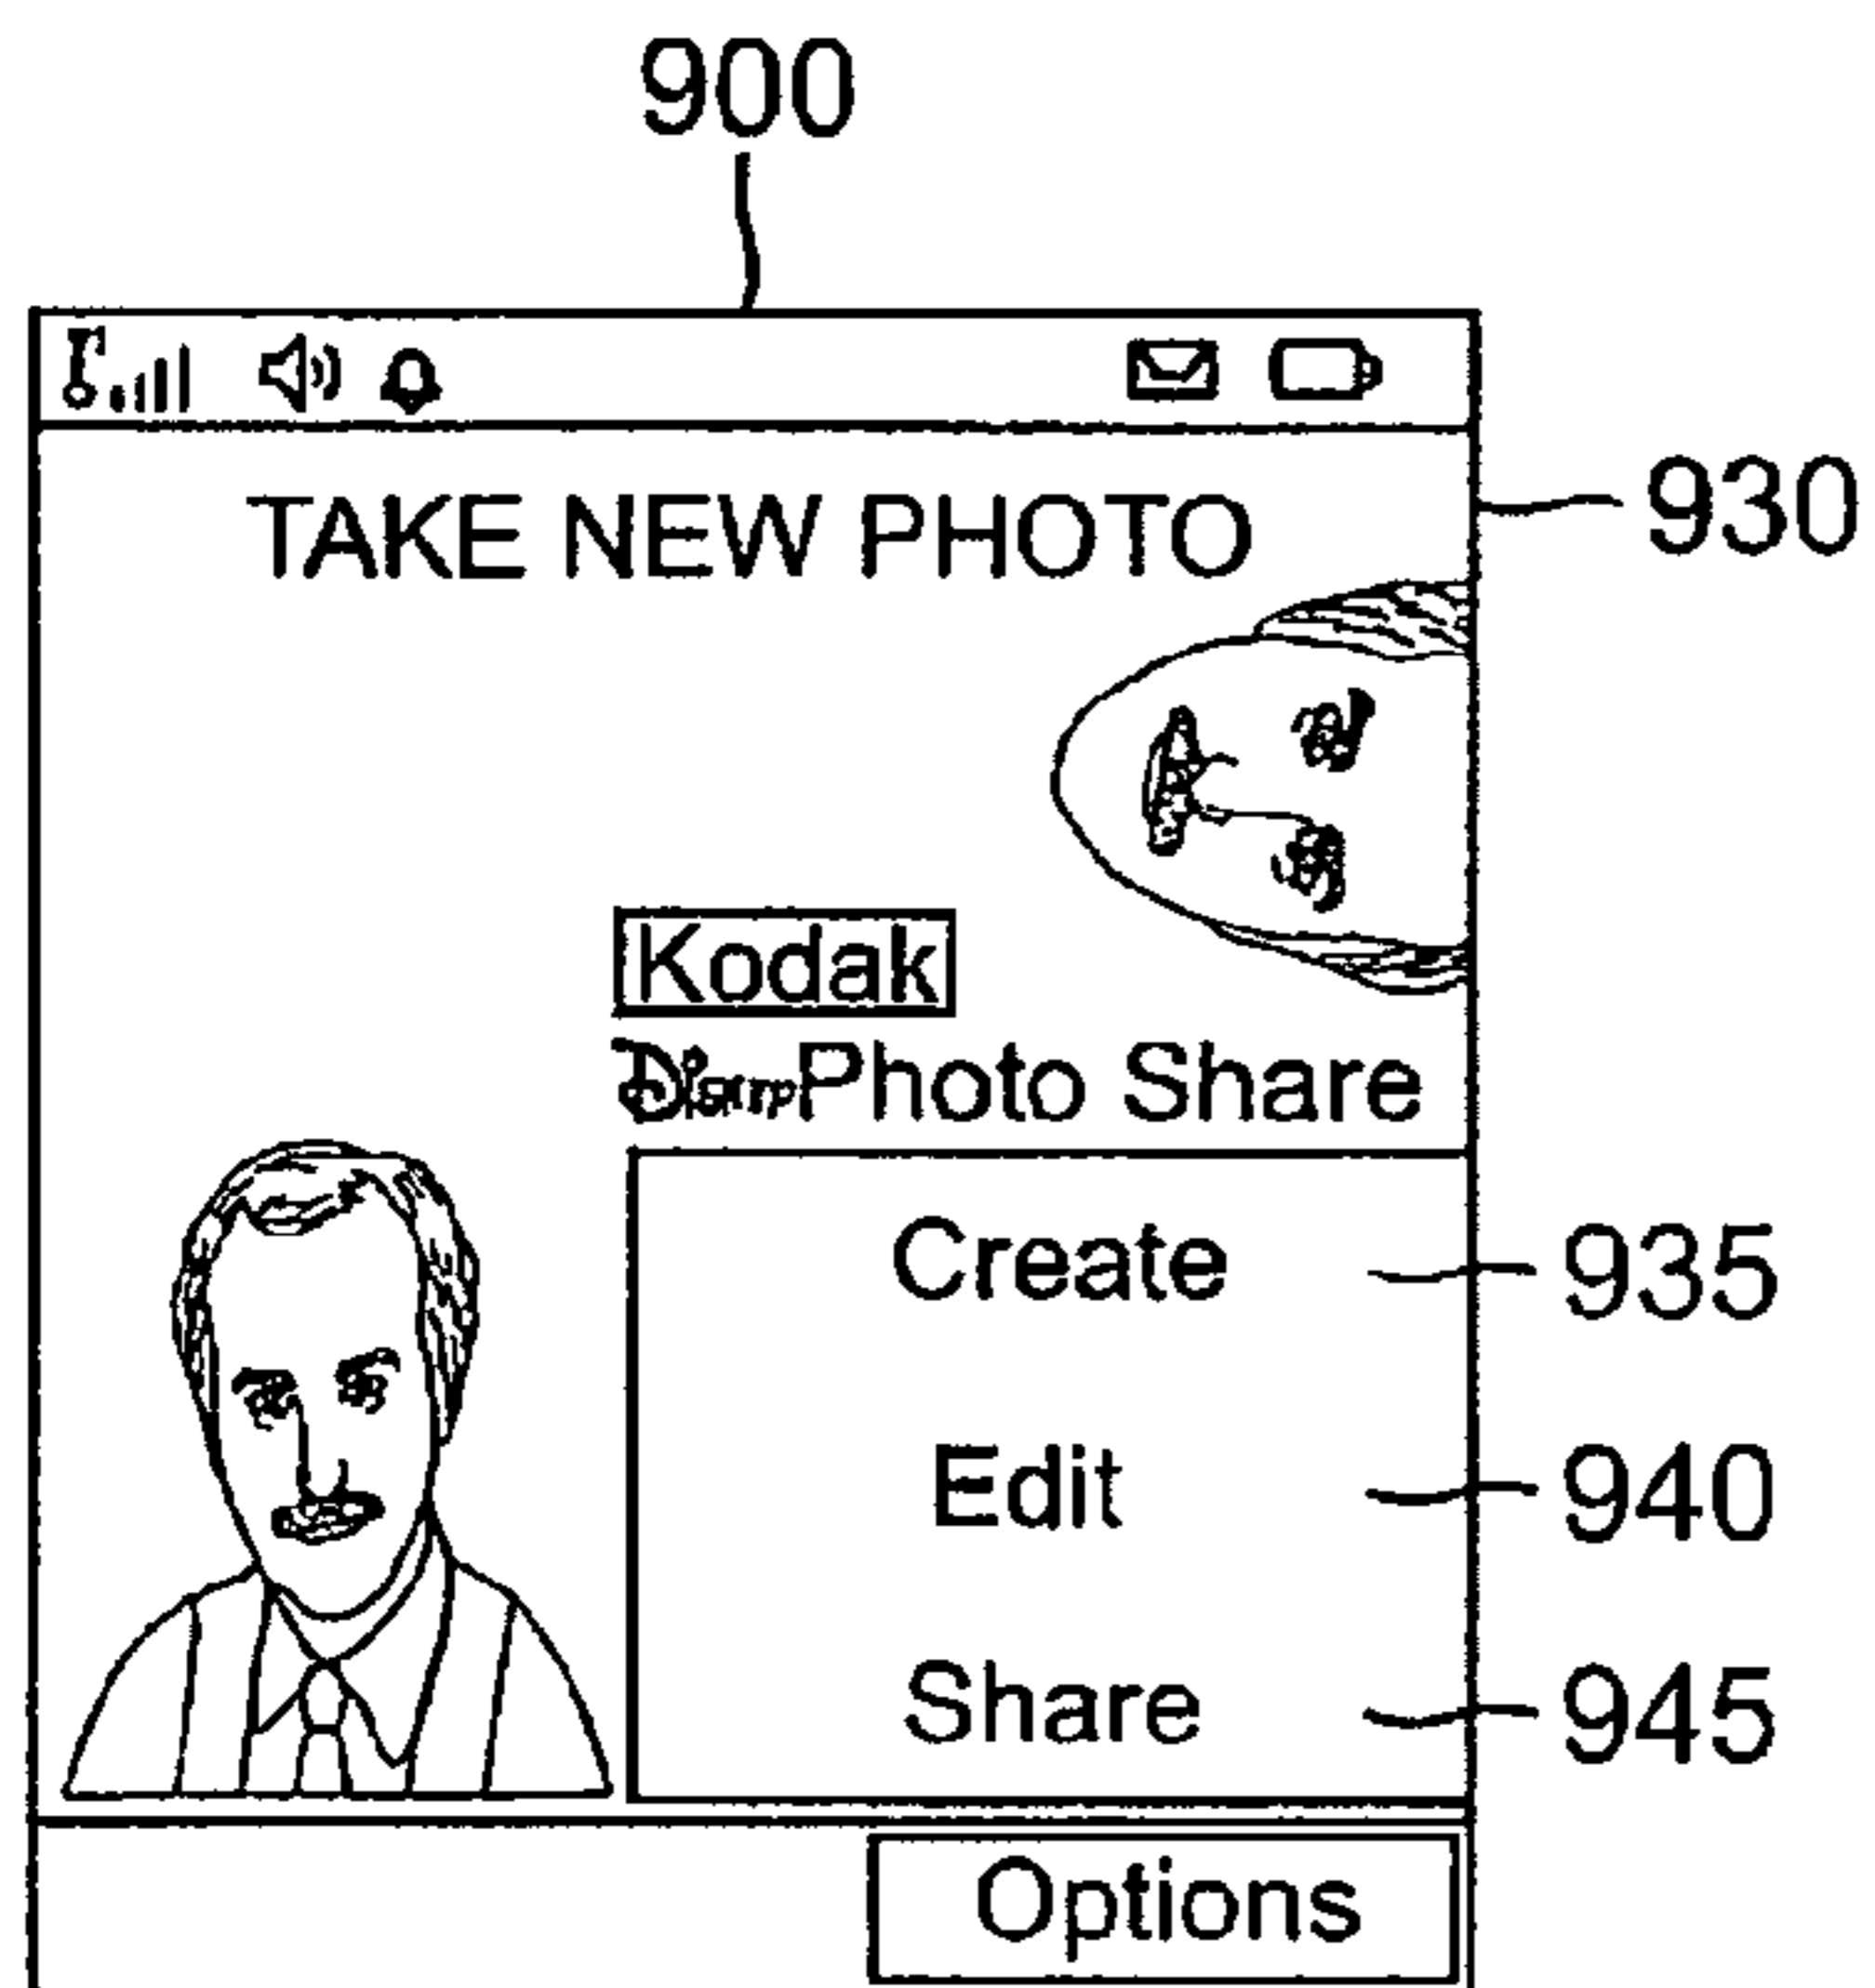 900
TAKE NEW PHOTO
930
Kodak
Photo Share
Create
935
Edit
940
Share
945
Options